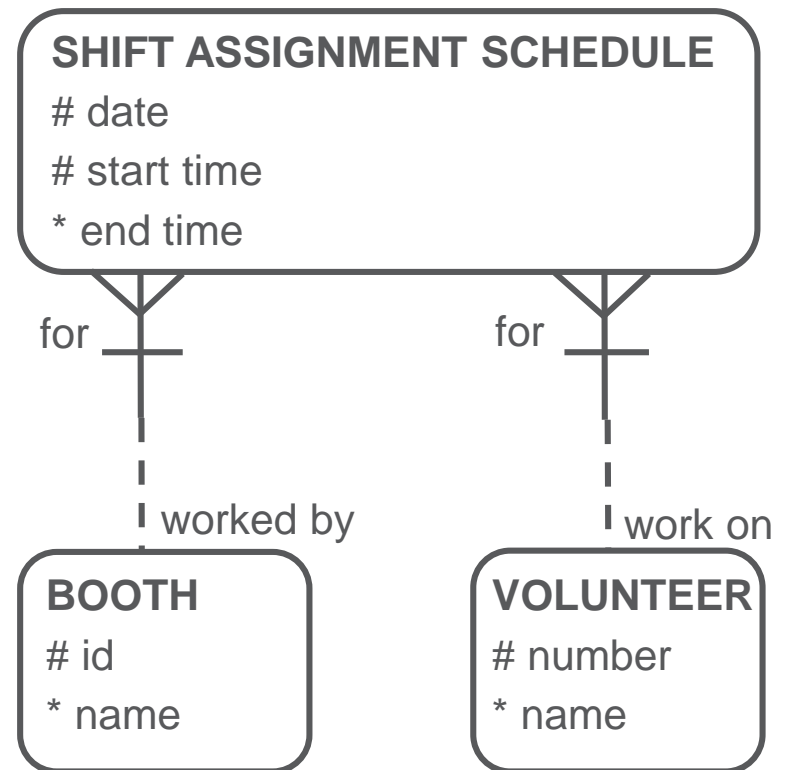 SHIFT ASSIGNMENT SCHEDULE
# date
# start time
* end time
for
for
worked by
work on
BOOTH
# id
* name
VOLUNTEER
# number
* name